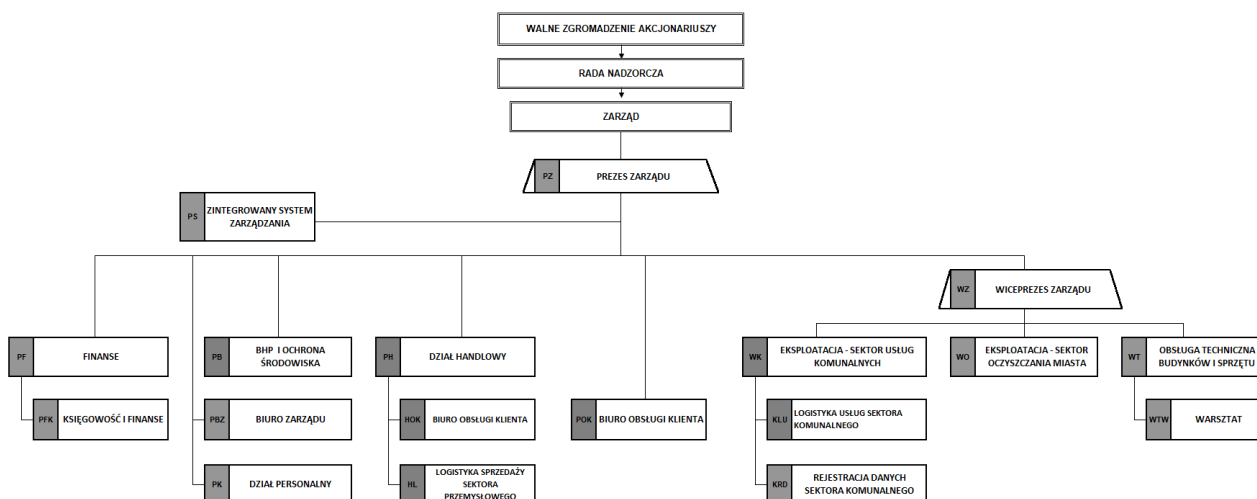 WALNE ZGROMADZENIE AKCJONARIUSZY
RADA NADZORCZA
ZARZĄD
PZ PREZES ZARZĄDU
PS ZINTEGROWANY SYSTEM
ZARZĄDZANIA
WZ WICEPREZES ZARZĄDU
PF FINANSE
PB BHP I OCHRONA
ŚRODOWISKA
PH DZIAŁ HANDLOWY
WK EKSPLOATACJA - SEKTOR USŁUG
KOMUNALNYCH
WO EKSPLOATACJA - SEKTOR
OCZYSZCZANIA MIASTA
WT OBSŁUGA TECHNICZNA
BUDYNKÓW I SPRZĘTU
PFK KSIĘGOWOŚĆ I FINANSE
PBZ BIURO ZARZĄDU
HOK BIURO OBSŁUGI KLIENTA
POK BIURO OBSŁUGI KLIENTA
KLU LOGISTYKA USŁUG SEKTORA
KOMUNALNEGO
WTW WARSZTAT
PK DZIAŁ PERSONALNY
HL LOGISTYKA SPRZEDAŻY
SEKTORA
PRZEMYSŁOWEGO
KRD REJESTRACJA DANYCH
SEKTORA KOMUNALNEGO